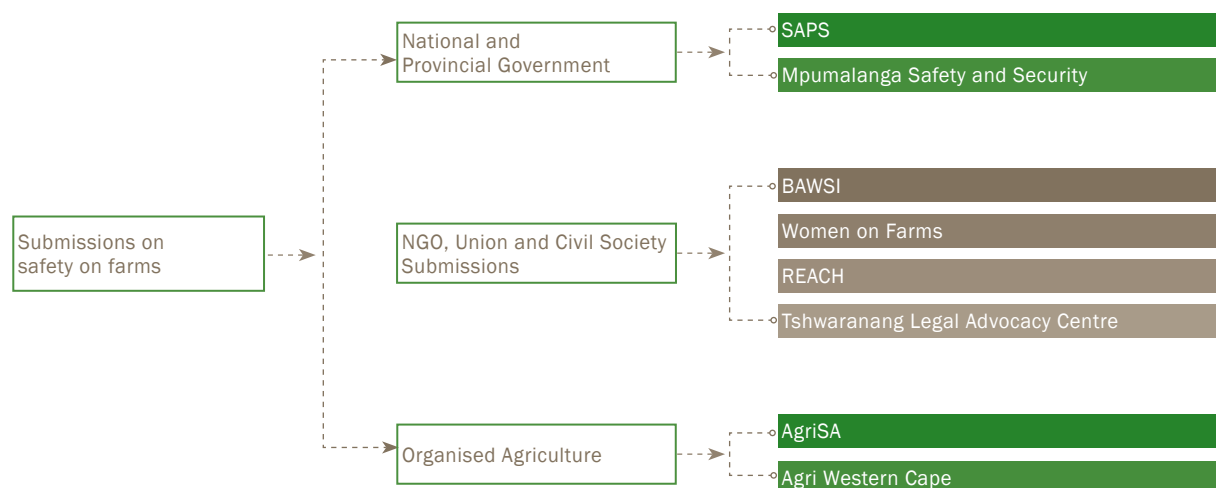 Submissions on
safety on farms
National and
Provincial Government
SAPS
Mpumalanga Safety and Security
NGO, Union and Civil Society
Submissions
BAWSI
Women on Farms
REACH
Tshwaranang Legal Advocacy Centre
Organised Agriculture
AgriSA
Agri Western Cape